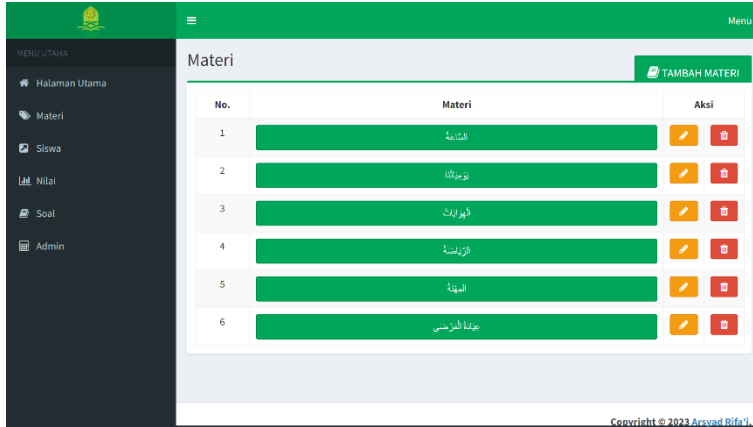 Menu
MENU UTAMA
Halaman Utama
Materi
Siswa
Nilai
Soal
Admin
Materi
TAMBAH MATERI
No. Materi Aksi
1 السَّاعَةُ
2 يَوْمِيَّاتُنَا
3 الْهِوَايَاتُ
4 الرِّيَاضَةُ
5 المِهْنَةُ
6 عِيَادَةُ الْمَرْضَى
Copyright © 2023 Arsyad Rifa'i.